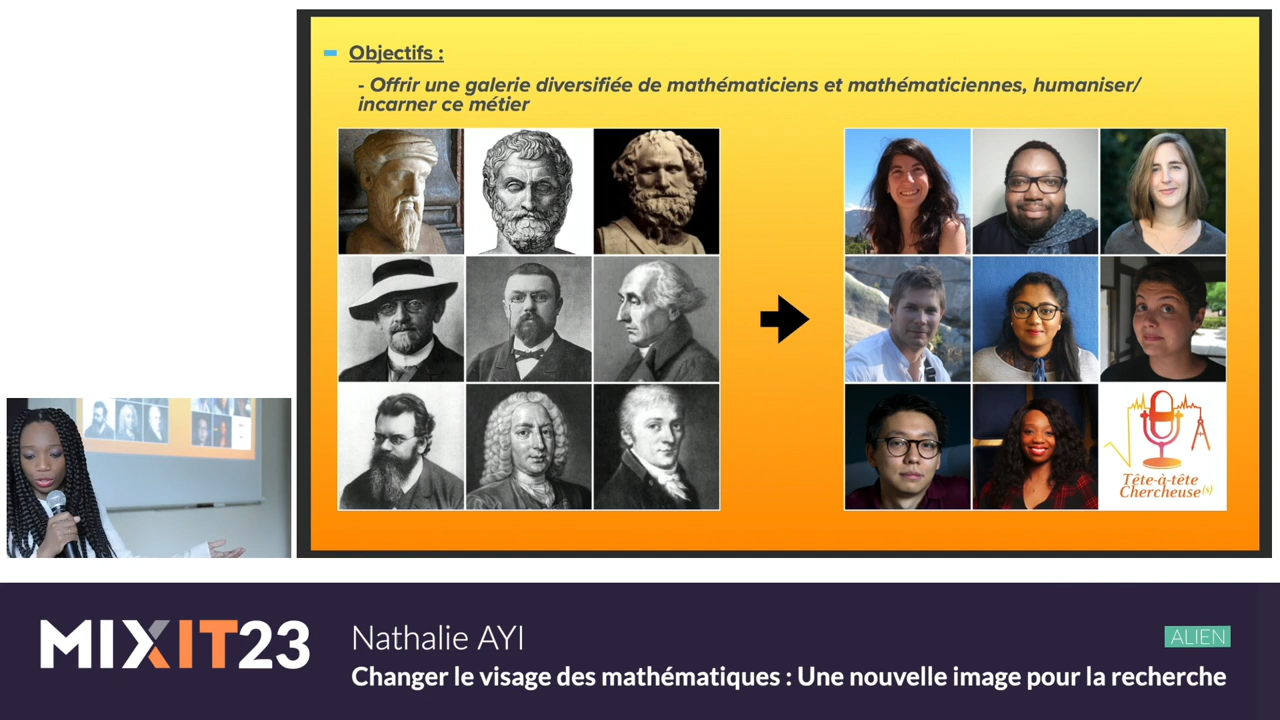 Objectifs :
- Offrir une galerie diversifiée de mathématiciens et mathématiciennes, humaniser/
incarner ce métier
Tête-à-tête
Chercheuse(s)
MIXIT23
Nathalie AYI
ALIEN
Changer le visage des mathématiques : Une nouvelle image pour la recherche